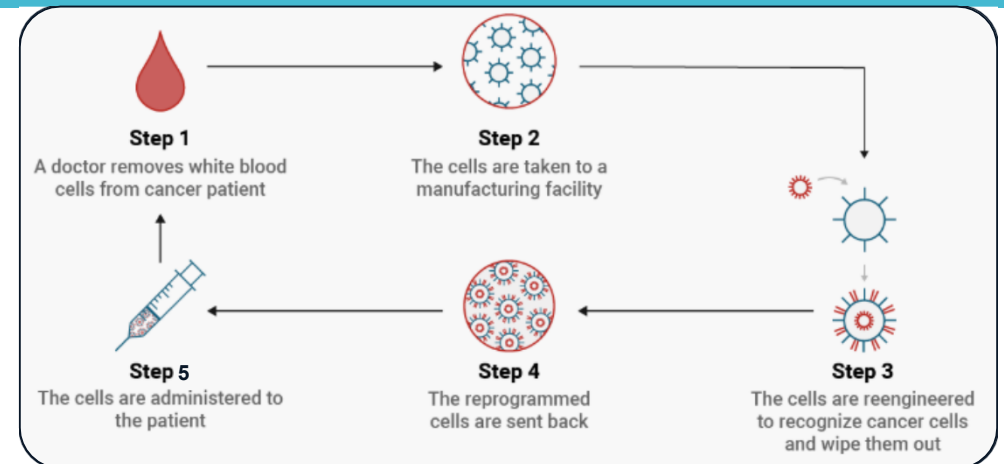 Step 1
A doctor removes white blood
cells from cancer patient
Step 2
The cells are taken to a
manufacturing facility
Step 3
The cells are reengineered
to recognize cancer cells
and wipe them out
Step 4
The reprogrammed
cells are sent back
Step 5
The cells are administered to
the patient